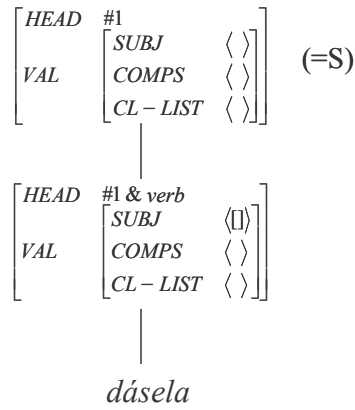 HEAD #1
SUBJ ⟨ ⟩
VAL COMPS ⟨ ⟩ (=S)
CL – LIST ⟨ ⟩
HEAD #1 & verb
SUBJ ⟨[]⟩
VAL COMPS ⟨ ⟩
CL – LIST ⟨ ⟩
dásela